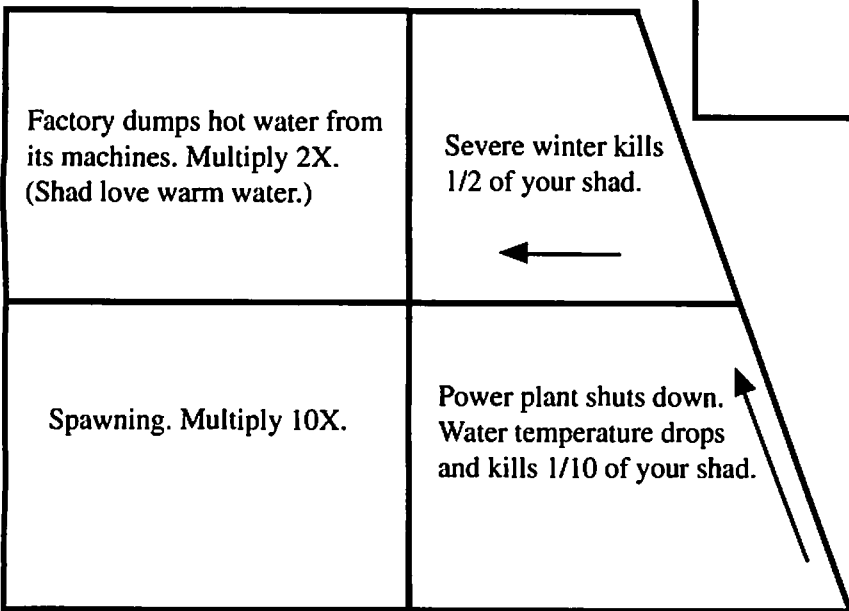 Factory dumps hot water from
its machines. Multiply 2X.
(Shad love warm water.)
Severe winter kills
1/2 of your shad.
Spawning. Multiply 10X.
Power plant shuts down.
Water temperature drops
and kills 1/10 of your shad.